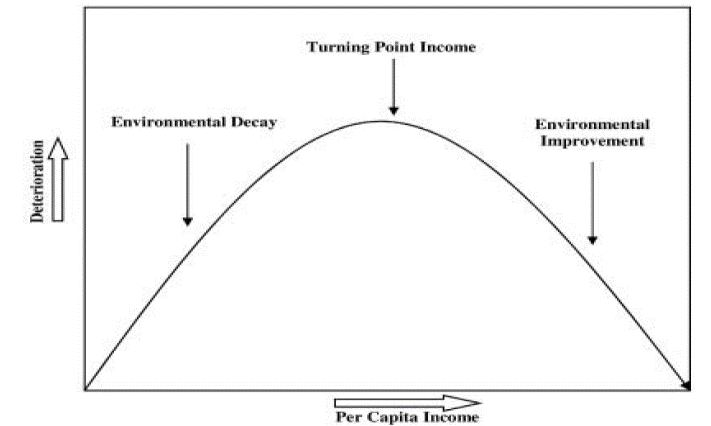 Turning Point Income
Environmental Decay
Environmental
Improvement
Deterioration
Per Capita Income